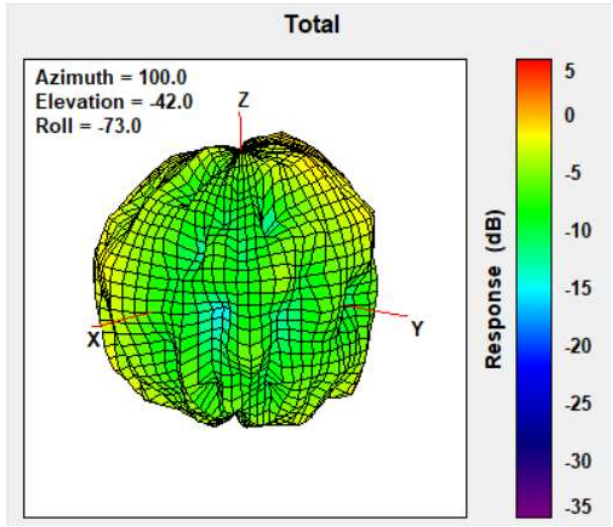 Total
Azimuth = 100.0
Elevation = -42.0
Roll = -73.0
Z
X
Y
Response (dB)
5
0
-5
-10
-15
-20
-25
-30
-35